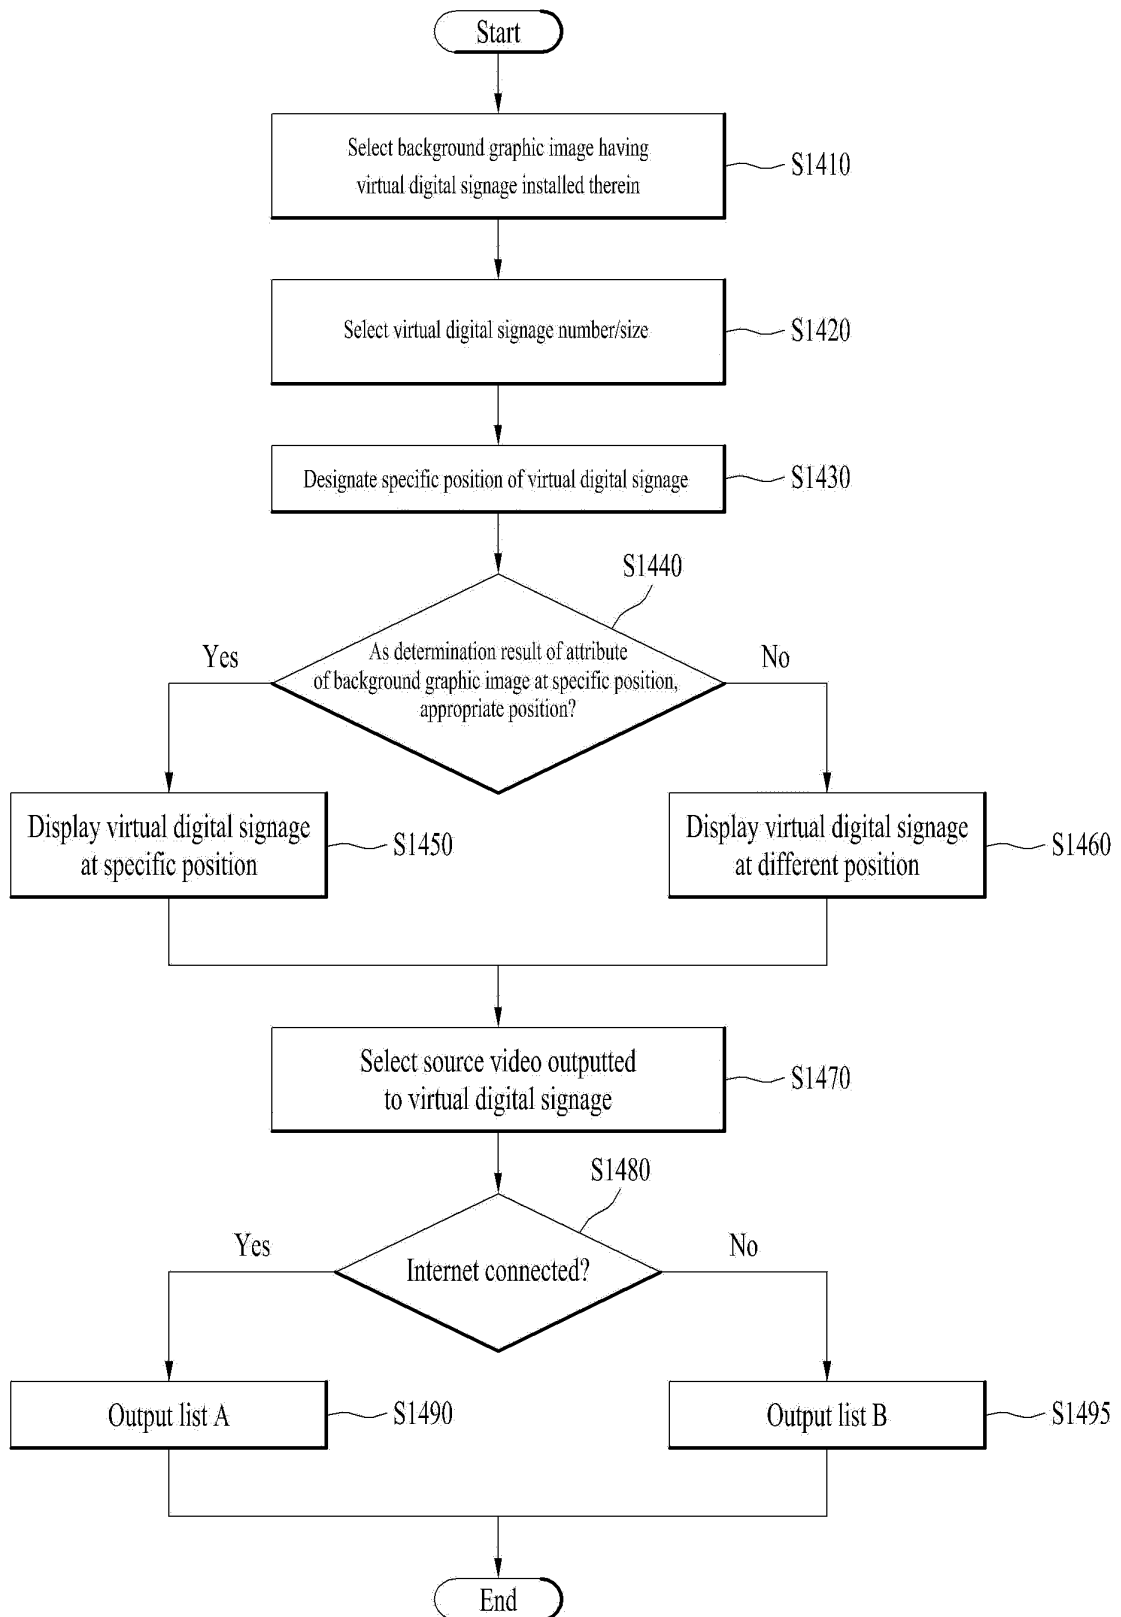 Start
Select background graphic image having
virtual digital signage installed therein
S1410
Select virtual digital signage number/size
S1420
Designate specific position of virtual digital signage
S1430
S1440
As determination result of attribute
of background graphic image at specific position,
appropriate position?
Yes
No
Display virtual digital signage
at specific position
S1450
Display virtual digital signage
at different position
S1460
Select source video outputted
to virtual digital signage
S1470
S1480
Internet connected?
Yes
No
Output list A
S1490
Output list B
S1495
End